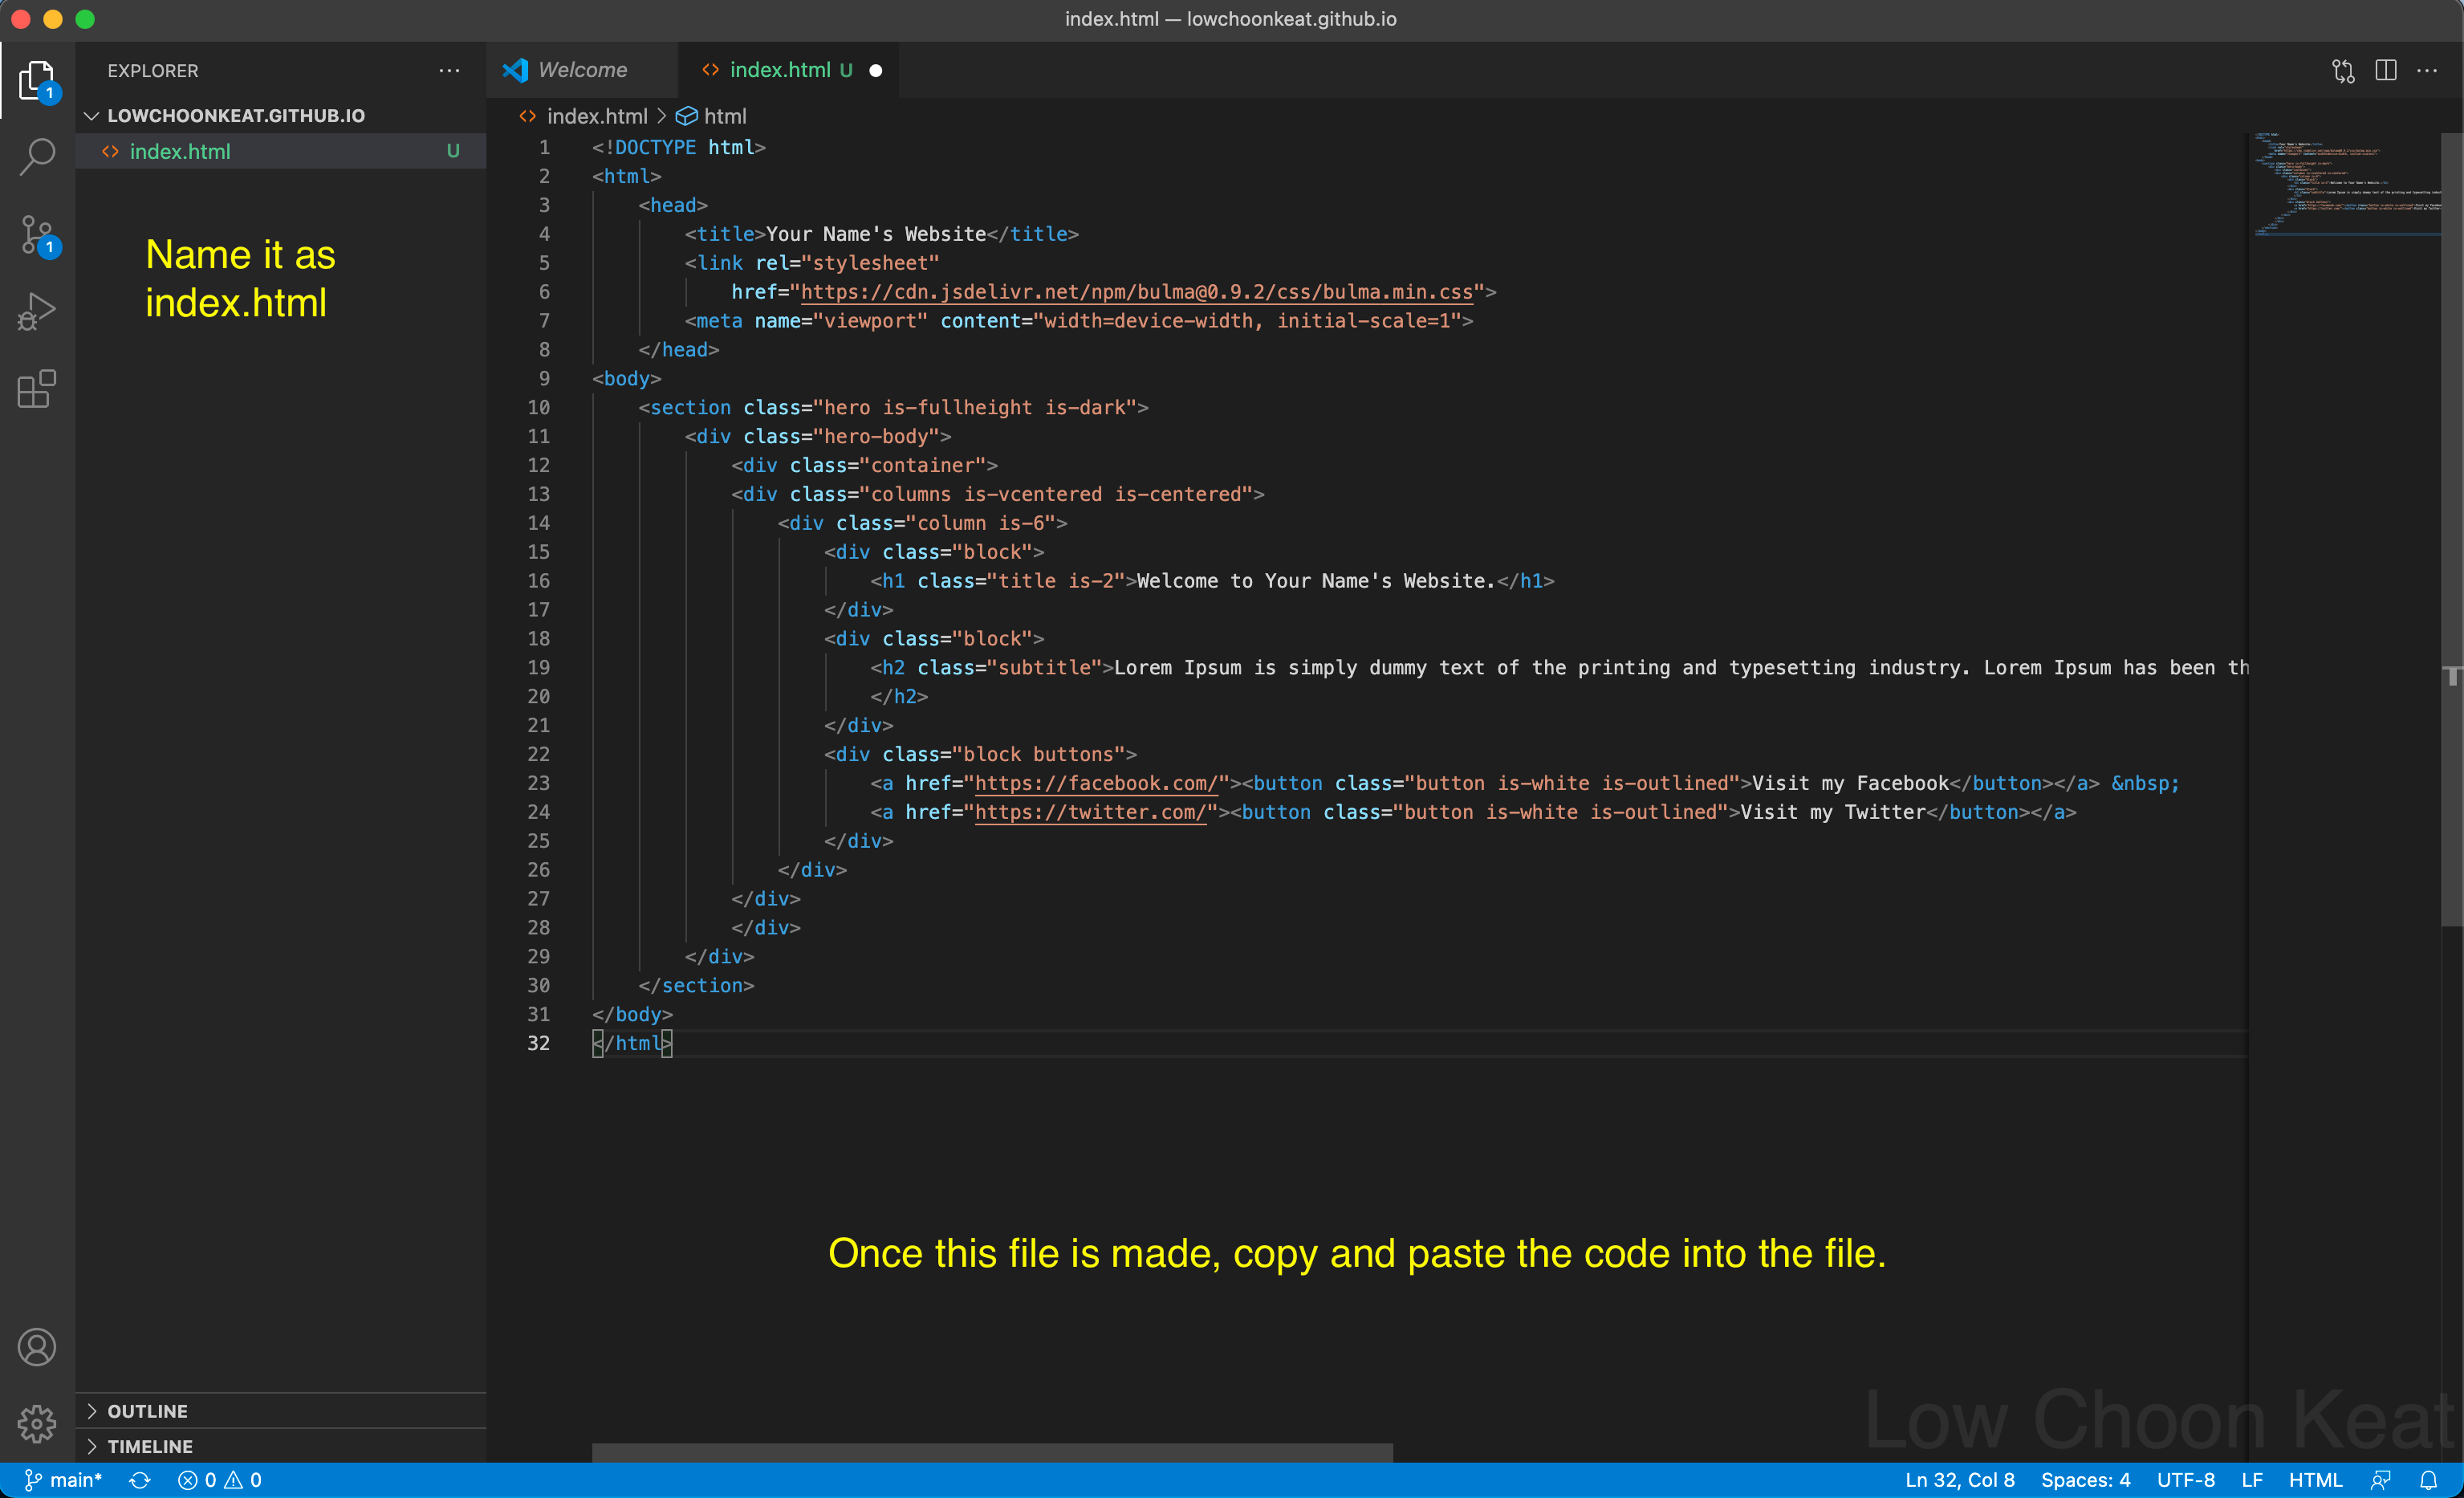 index.html — lowchoonkeat.github.io
EXPLORER
Welcome
index.html U
LOWCHOONKEAT.GITHUB.IO
index.html U
index.html > html
Name it as
index.html
1
1
1 <!DOCTYPE html>
2 <html>
3     <head>
4         <title>Your Name's Website</title>
5         <link rel="stylesheet"
6             href="https://cdn.jsdelivr.net/npm/bulma@0.9.2/css/bulma.min.css">
7         <meta name="viewport" content="width=device-width, initial-scale=1">
8     </head>
9 <body>
10     <section class="hero is-fullheight is-dark">
11         <div class="hero-body">
12             <div class="container">
13             <div class="columns is-vcentered is-centered">
14                 <div class="column is-6">
15                     <div class="block">
16                         <h1 class="title is-2">Welcome to Your Name's Website.</h1>
17                     </div>
18                     <div class="block">
19                         <h2 class="subtitle">Lorem Ipsum is simply dummy text of the printing and typesetting industry. Lorem Ipsum has been th
20                         </h2>
21                     </div>
22                     <div class="block buttons">
23                         <a href="https://facebook.com/"><button class="button is-white is-outlined">Visit my Facebook</button></a> &nbsp;
24                         <a href="https://twitter.com/"><button class="button is-white is-outlined">Visit my Twitter</button></a>
25                     </div>
26                 </div>
27             </div>
28             </div>
29         </div>
30     </section>
31 </body>
32 </html>
Once this file is made, copy and paste the code into the file.
Low Choon Keat
OUTLINE
TIMELINE
main* 0 0 Ln 32, Col 8 Spaces: 4 UTF-8 LF HTML